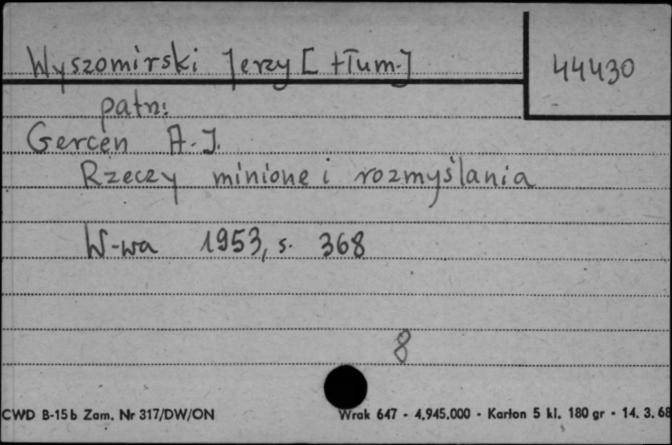 Wyszomirski Jerzy [tłum.]
44430
patrz:
Gercen A.J.
Rzeczy minione i rozmyślania
W-wa 1953, s. 368
8
CWD B-15b Zam. Nr 317/DW/ON Wrak 647 - 4.945.000 - Karton 5 kl. 180 gr - 14. 3. 68